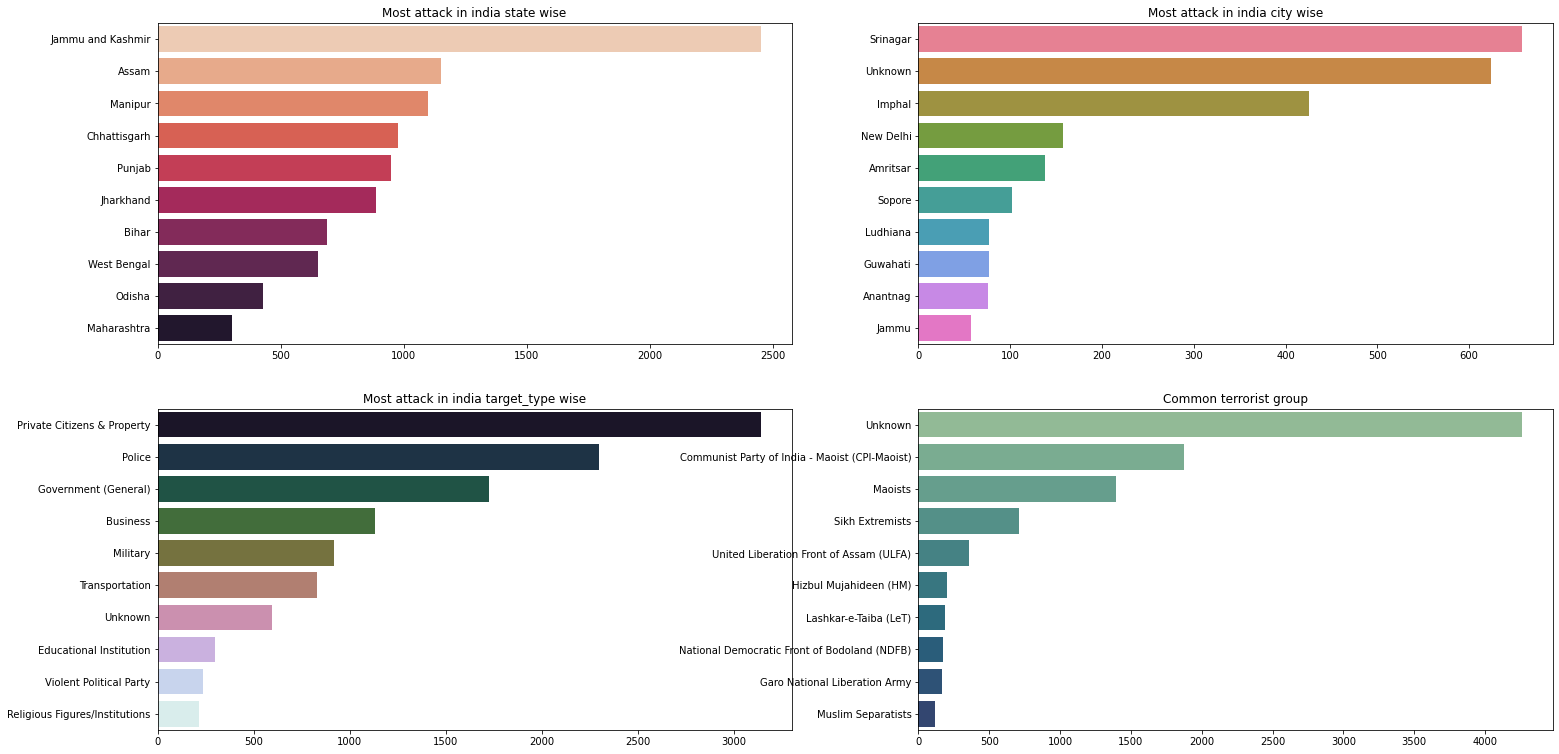 Most attack in india state wise
Jammu and Kashmir
Assam
Manipur
Chhattisgarh
Punjab
Jharkhand
Bihar
West Bengal
Odisha
Maharashtra
0 500 1000 1500 2000 2500
Most attack in india city wise
Srinagar
Unknown
Imphal
New Delhi
Amritsar
Sopore
Ludhiana
Guwahati
Anantnag
Jammu
0 100 200 300 400 500 600
Most attack in india target_type wise
Private Citizens & Property
Police
Government (General)
Business
Military
Transportation
Unknown
Educational Institution
Violent Political Party
Religious Figures/Institutions
0 500 1000 1500 2000 2500 3000
Common terrorist group
Unknown
Communist Party of India - Maoist (CPI-Maoist)
Maoists
Sikh Extremists
United Liberation Front of Assam (ULFA)
Hizbul Mujahideen (HM)
Lashkar-e-Taiba (LeT)
National Democratic Front of Bodoland (NDFB)
Garo National Liberation Army
Muslim Separatists
0 500 1000 1500 2000 2500 3000 3500 4000